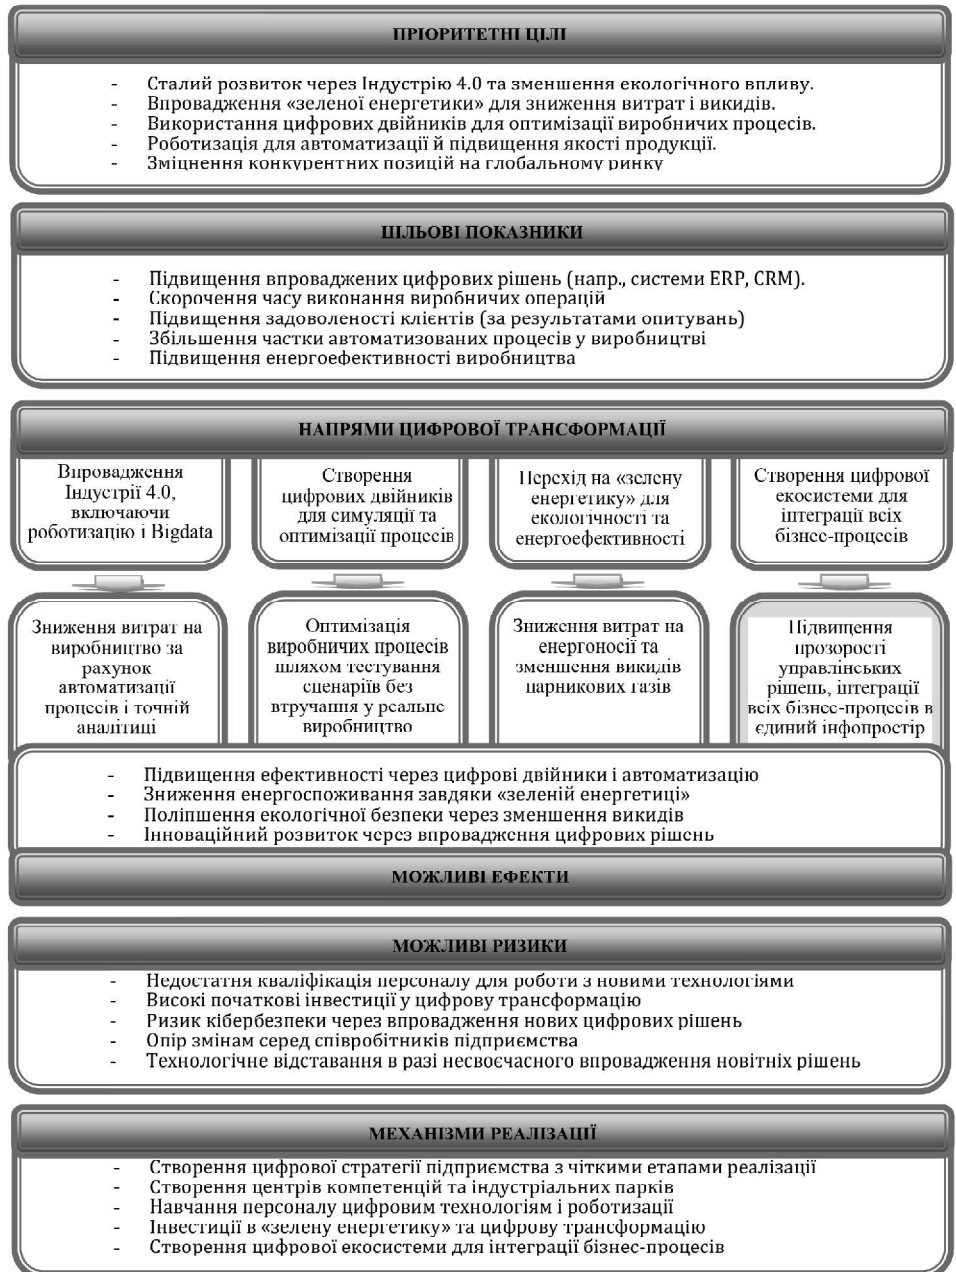 ПРІОРИТЕТНІ ЦІЛІ
- Сталий розвиток через Індустрію 4.0 та зменшення екологічного впливу.
- Впровадження «зеленої енергетики» для зниження витрат і викидів.
- Використання цифрових двійників для оптимізації виробничих процесів.
- Роботизація для автоматизації й підвищення якості продукції.
- Зміцнення конкурентних позицій на глобальному ринку
ЦІЛЬОВІ ПОКАЗНИКИ
- Підвищення впроваджених цифрових рішень (напр., системи ERP, CRM).
- Скорочення часу виконання виробничих операцій
- Підвищення задоволеності клієнтів (за результатами опитувань)
- Збільшення частки автоматизованих процесів у виробництві
- Підвищення енергоефективності виробництва
НАПРЯМИ ЦИФРОВОЇ ТРАНСФОРМАЦІЇ
Впровадження
Індустрії 4.0,
включаючи
роботизацію і Bigdata
Створення
цифрових двійників
для симуляції та
оптимізації процесів
Перехід на «зелену
енергетику» для
екологічності та
енергоефективності
Створення цифрової
екосистеми для
інтеграції всіх
бізнес-процесів
Зниження витрат на
виробництво за
рахунок
автоматизації
процесів і точній
аналітиці
Оптимізація
виробничих процесів
шляхом тестування
сценаріїв без
втручання у реальне
виробництво
Зниження витрат на
енергоносії та
зменшення викидів
парникових газів
Підвищення
прозорості
управлінських
рішень, інтеграції
всіх бізнес-процесів в
єдиний інфопростір
- Підвищення ефективності через цифрові двійники і автоматизацію
- Зниження енергоспоживання завдяки «зеленій енергетиці»
- Поліпшення екологічної безпеки через зменшення викидів
- Інноваційний розвиток через впровадження цифрових рішень
МОЖЛИВІ ЕФЕКТИ
МОЖЛИВІ РИЗИКИ
- Недостатня кваліфікація персоналу для роботи з новими технологіями
- Високі початкові інвестиції у цифрову трансформацію
- Ризик кібербезпеки через впровадження нових цифрових рішень
- Опір змінам серед співробітників підприємства
- Технологічне відставання в разі несвоєчасного впровадження новітніх рішень
МЕХАНІЗМИ РЕАЛІЗАЦІЇ
- Створення цифрової стратегії підприємства з чіткими етапами реалізації
- Створення центрів компетенцій та індустріальних парків
- Навчання персоналу цифровим технологіям і роботизації
- Інвестиції в «зелену енергетику» та цифрову трансформацію
- Створення цифрової екосистеми для інтеграції бізнес-процесів